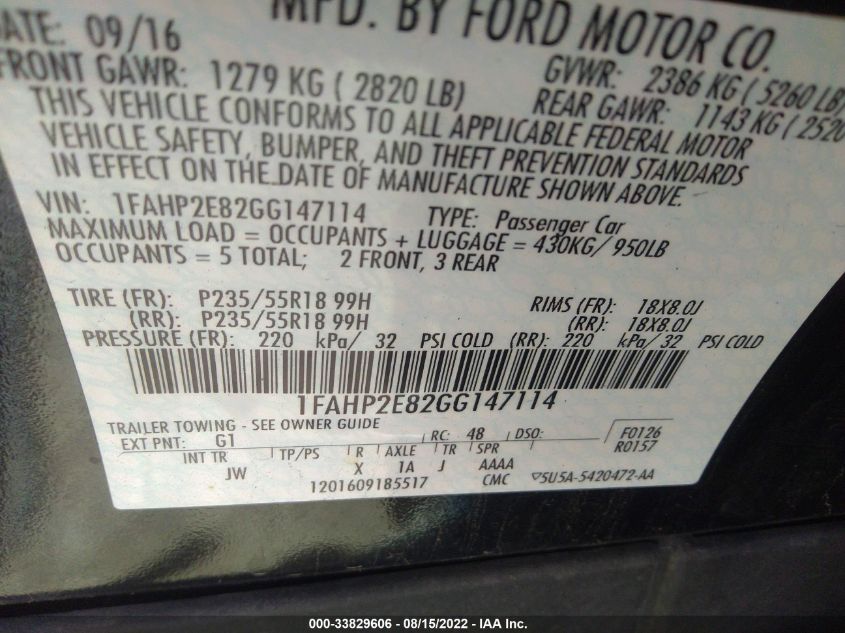 MFD. BY FORD MOTOR CO.
DATE: 09/16 GVWR: 2386 KG ( 5260 LB)
FRONT GAWR: 1279 KG ( 2820 LB) REAR GAWR: 1143 KG ( 2520
THIS VEHICLE CONFORMS TO ALL APPLICABLE FEDERAL MOTOR
VEHICLE SAFETY, BUMPER, AND THEFT PREVENTION STANDARDS
IN EFFECT ON THE DATE OF MANUFACTURE SHOWN ABOVE.
VIN: 1FAHP2E82GG147114 TYPE: Passenger Car
MAXIMUM LOAD = OCCUPANTS + LUGGAGE = 430KG/ 950LB
OCCUPANTS = 5 TOTAL; 2 FRONT, 3 REAR
TIRE (FR): P235/55R18 99H RIMS (FR): 18X8.0J
(RR): P235/55R18 99H (RR): 18X8.0J
PRESSURE (FR): 220 kPa/ 32 PSI COLD (RR): 220 kPa/ 32 PSI COLD
1FAHP2E82GG147114
TRAILER TOWING - SEE OWNER GUIDE
EXT PNT: G1 RC: 48 DSO: F0126
R0157
INT TR TP/PS R AXLE TR SPR
JW X 1A J AAAA
1201609185517 CMC ▽5U5A-5420472-AA
000-33829606 - 08/15/2022 - IAA Inc.